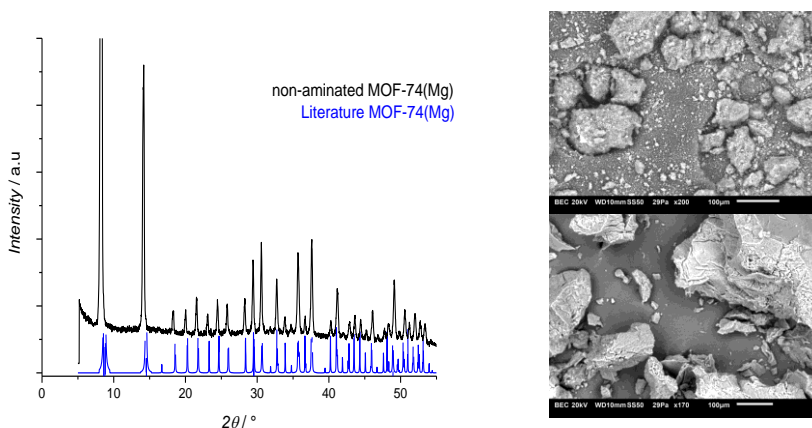 non-aminated MOF-74(Mg)
Literature MOF-74(Mg)
Intensity / a.u
0 10 20 30 40 50
2θ / °
BEC 20kV WD10mm SS50 29Pa x200 100µm
BEC 20kV WD10mm SS50 29Pa x170 100µm